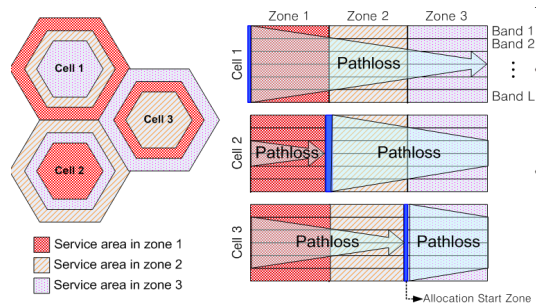 Zone 1 Zone 2 Zone 3
Cell 1
Pathloss
Band 1
Band 2
Band L
Cell 1
Cell 3
Cell 2
Cell 2
Pathloss Pathloss
Cell 3
Pathloss Pathloss
Service area in zone 1
Service area in zone 2
Service area in zone 3
Allocation Start Zone